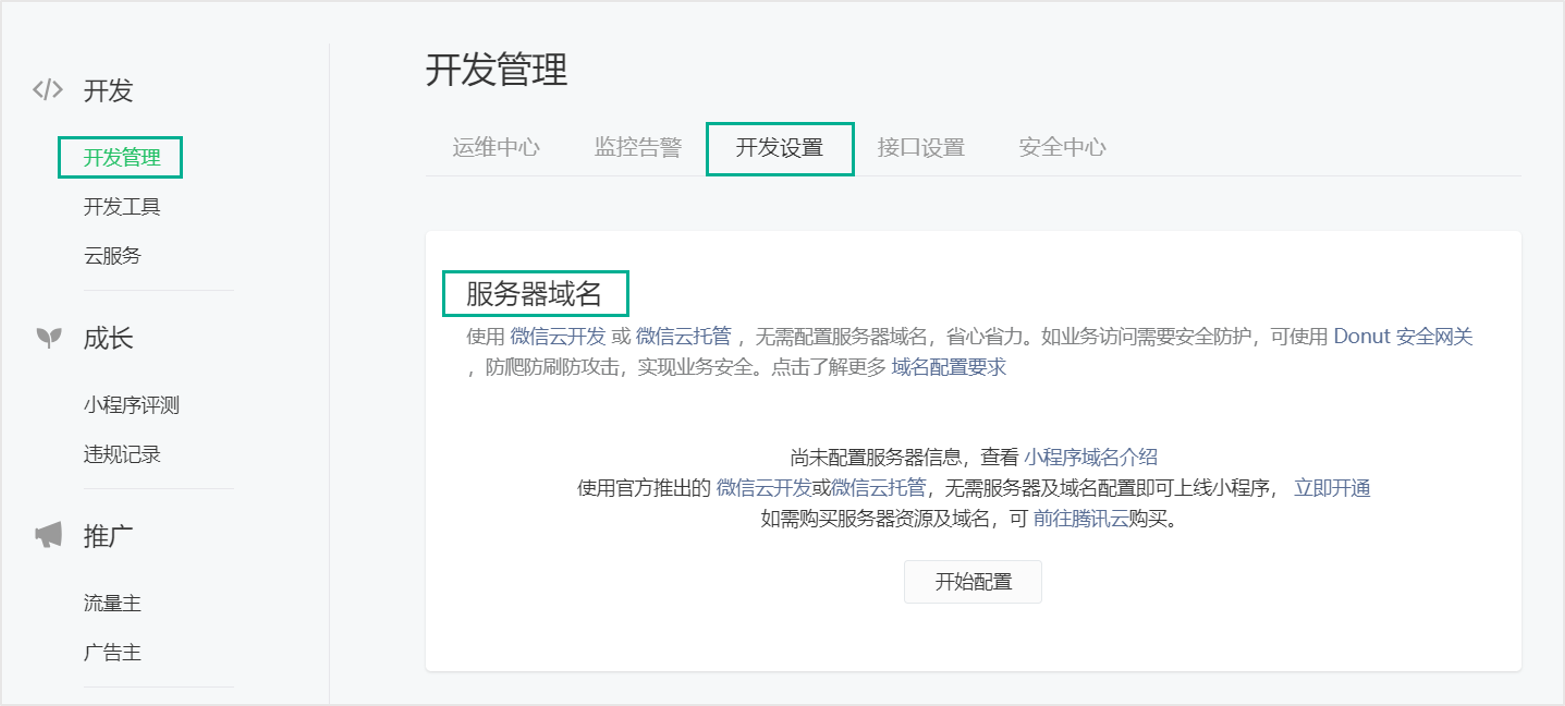 开发
开发管理
开发工具
云服务
成长
小程序评测
违规记录
推广
流量主
广告主
开发管理
运维中心 监控告警 开发设置 接口设置 安全中心
服务器域名
使用 微信云开发 或 微信云托管 ，无需配置服务器域名，省心省力。如业务访问需要安全防护，可使用 Donut 安全网关
，防爬防刷防攻击，实现业务安全。点击了解更多 域名配置要求
尚未配置服务器信息，查看 小程序域名介绍
使用官方推出的 微信云开发或微信云托管，无需服务器及域名配置即可上线小程序， 立即开通
如需购买服务器资源及域名，可 前往腾讯云购买。
开始配置